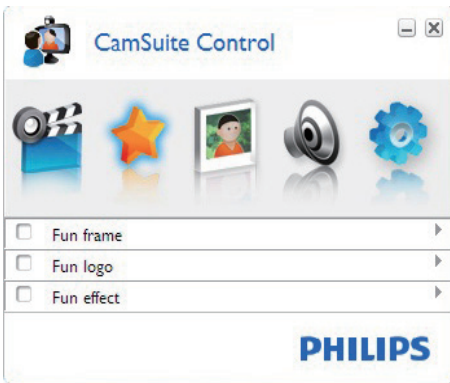 CamSuite Control
Fun frame
Fun logo
Fun effect
PHILIPS